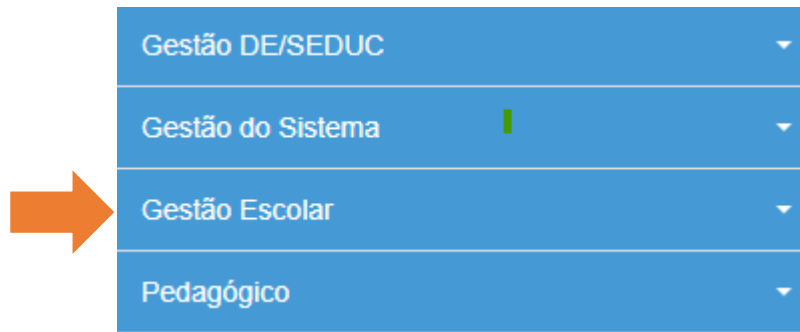 Gestão DE/SEDUC
Gestão do Sistema
Gestão Escolar
Pedagógico